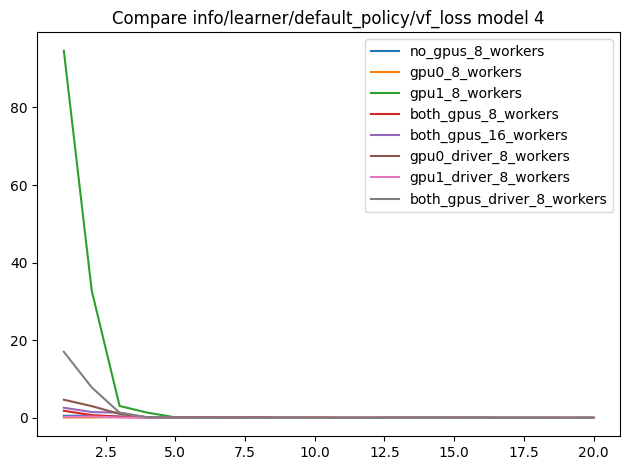 Compare info/learner/default_policy/vf_loss model 4
no_gpus_8_workers
gpu0_8_workers
gpu1_8_workers
both_gpus_8_workers
both_gpus_16_workers
gpu0_driver_8_workers
gpu1_driver_8_workers
both_gpus_driver_8_workers
80
60
40
20
0
2.5 5.0 7.5 10.0 12.5 15.0 17.5 20.0